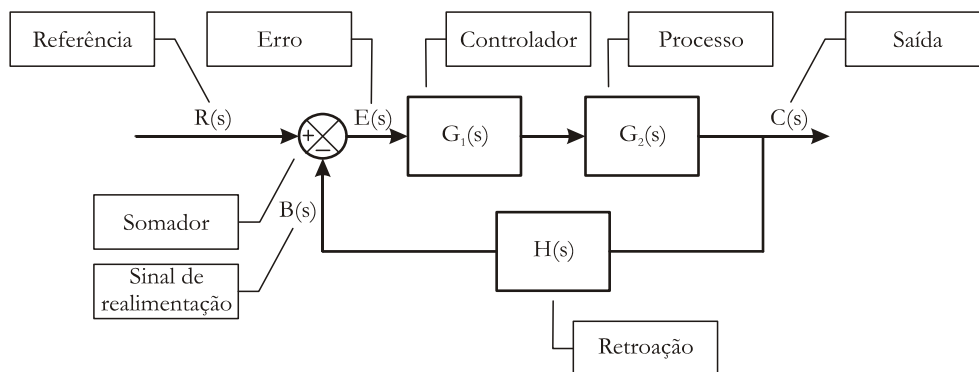 Referência
Erro
Controlador
Processo
Saída
R(s)
E(s)
C(s)
+
−
G₁(s)
G₂(s)
Somador
B(s)
H(s)
Sinal de
realimentação
Retroação